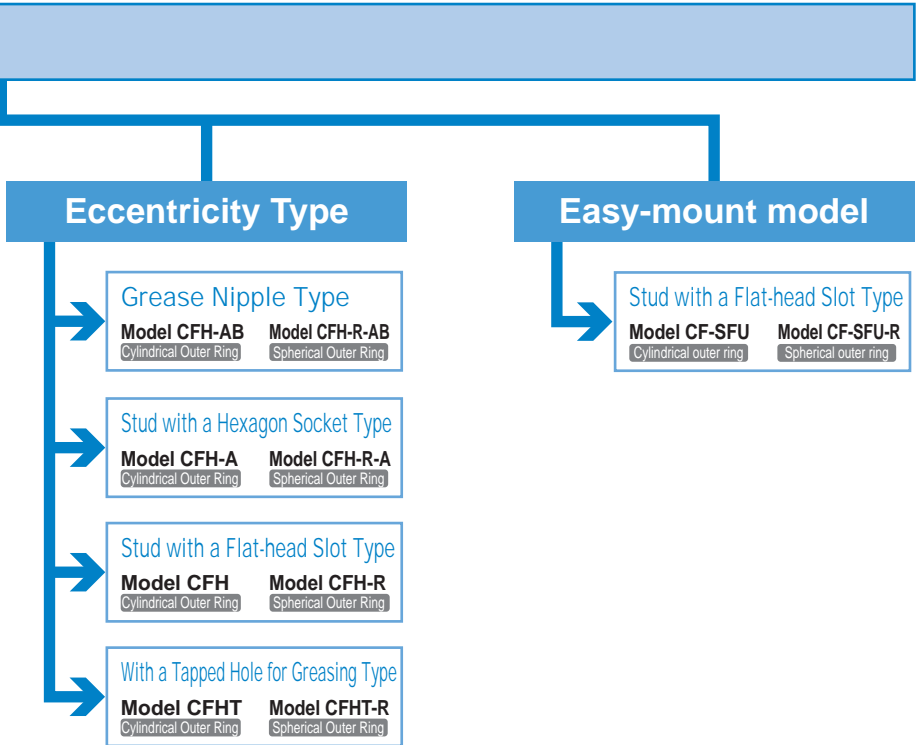 Eccentricity Type
Grease Nipple Type
Model CFH-AB Model CFH-R-AB
Cylindrical Outer Ring Spherical Outer Ring
Stud with a Hexagon Socket Type
Model CFH-A Model CFH-R-A
Cylindrical Outer Ring Spherical Outer Ring
Stud with a Flat-head Slot Type
Model CFH Model CFH-R
Cylindrical Outer Ring Spherical Outer Ring
With a Tapped Hole for Greasing Type
Model CFHT Model CFHT-R
Cylindrical Outer Ring Spherical Outer Ring
Easy-mount model
Stud with a Flat-head Slot Type
Model CF-SFU Model CF-SFU-R
Cylindrical outer ring Spherical outer ring